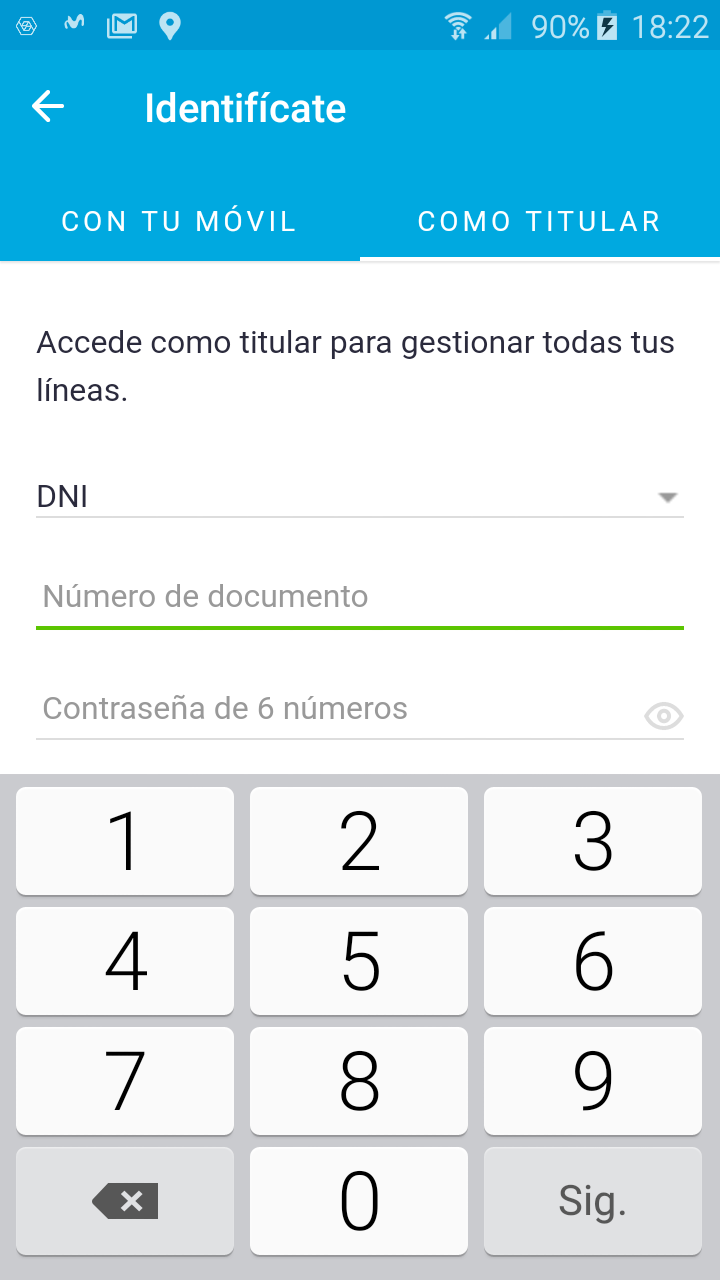 90% 18:22
Identifícate
CON TU MÓVIL COMO TITULAR
Accede como titular para gestionar todas tus
líneas.
DNI
Número de documento
Contraseña de 6 números
1 2 3
4 5 6
7 8 9
0 Sig.